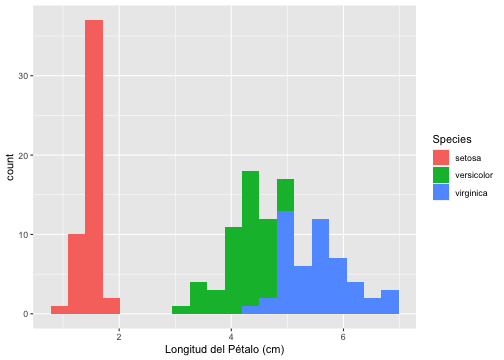 30
20
10
0
count
2
4
6
Longitud del Pétalo (cm)
Species
setosa
versicolor
virginica